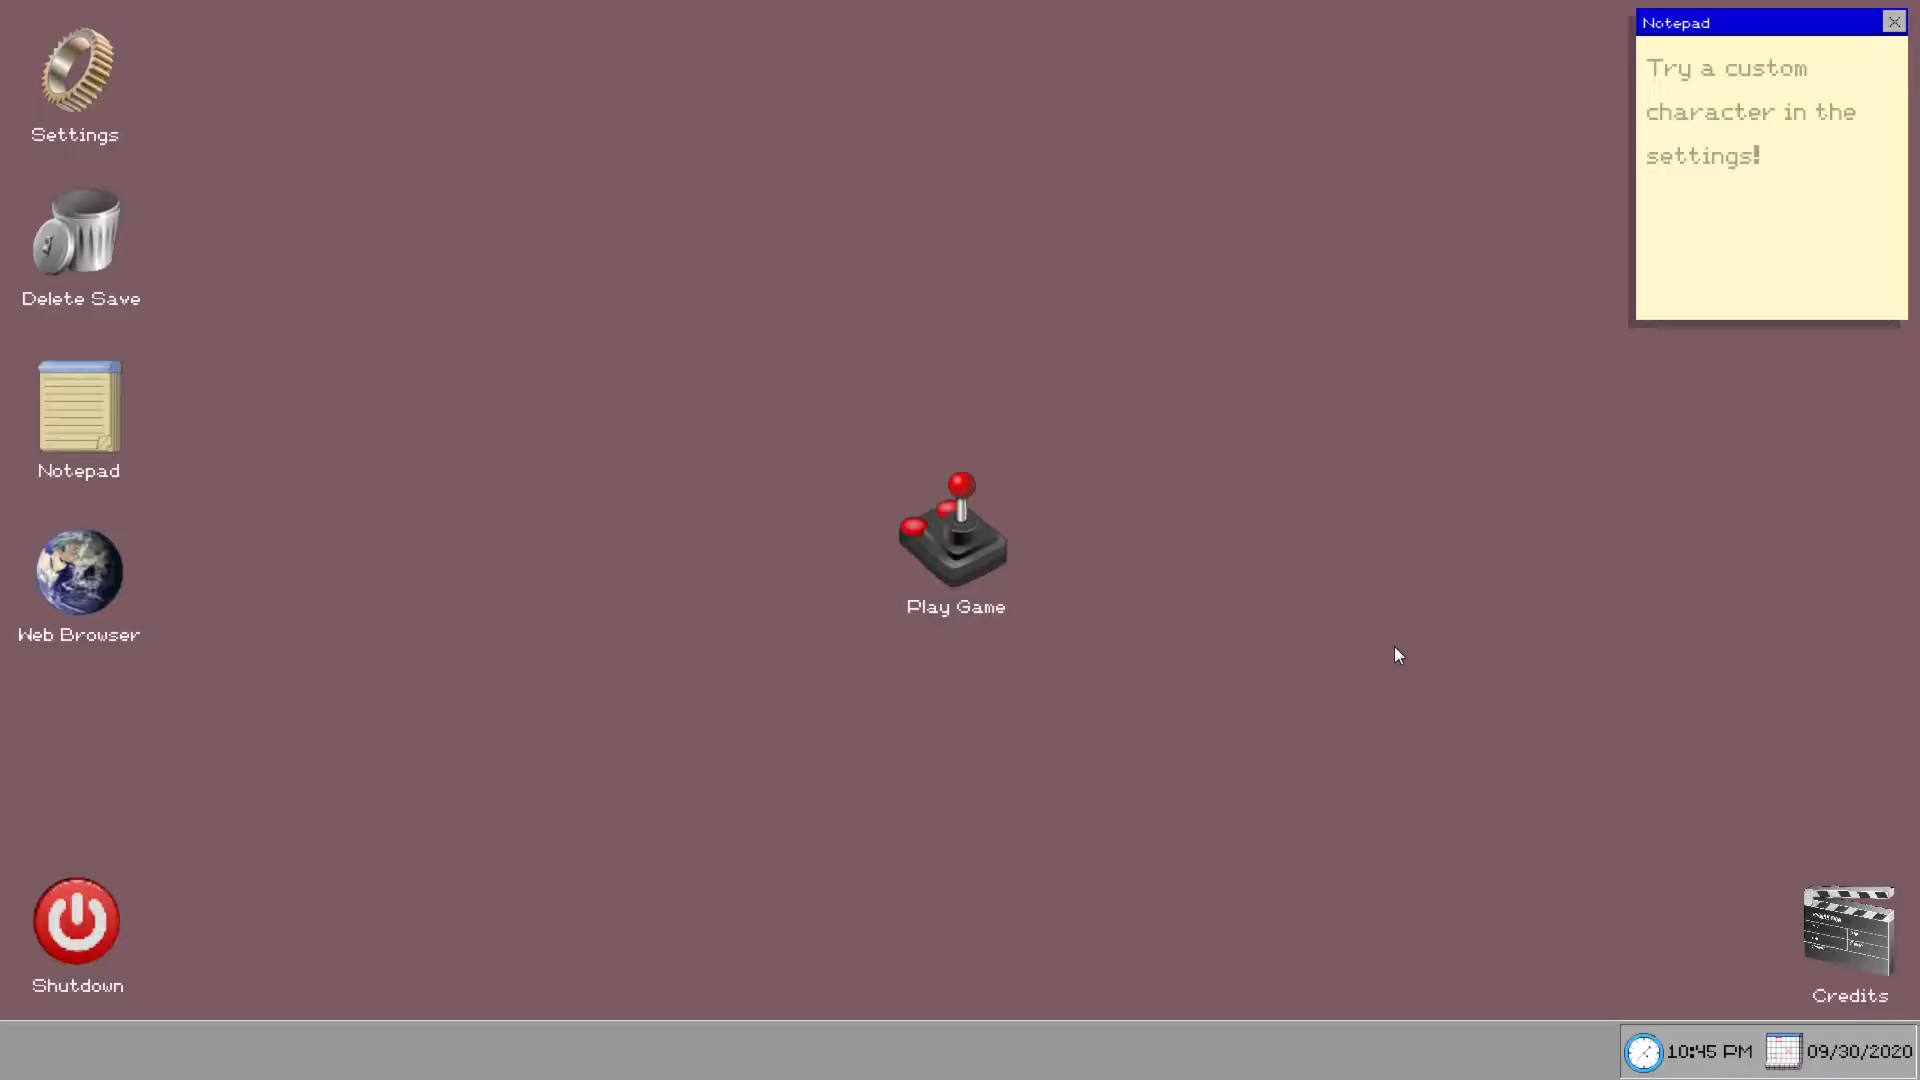 Settings
Delete Save
Notepad
Web Browser
Shutdown
Play Game
Notepad
Try a custom
character in the
settings!
Credits
10:45 PM
09/30/2020